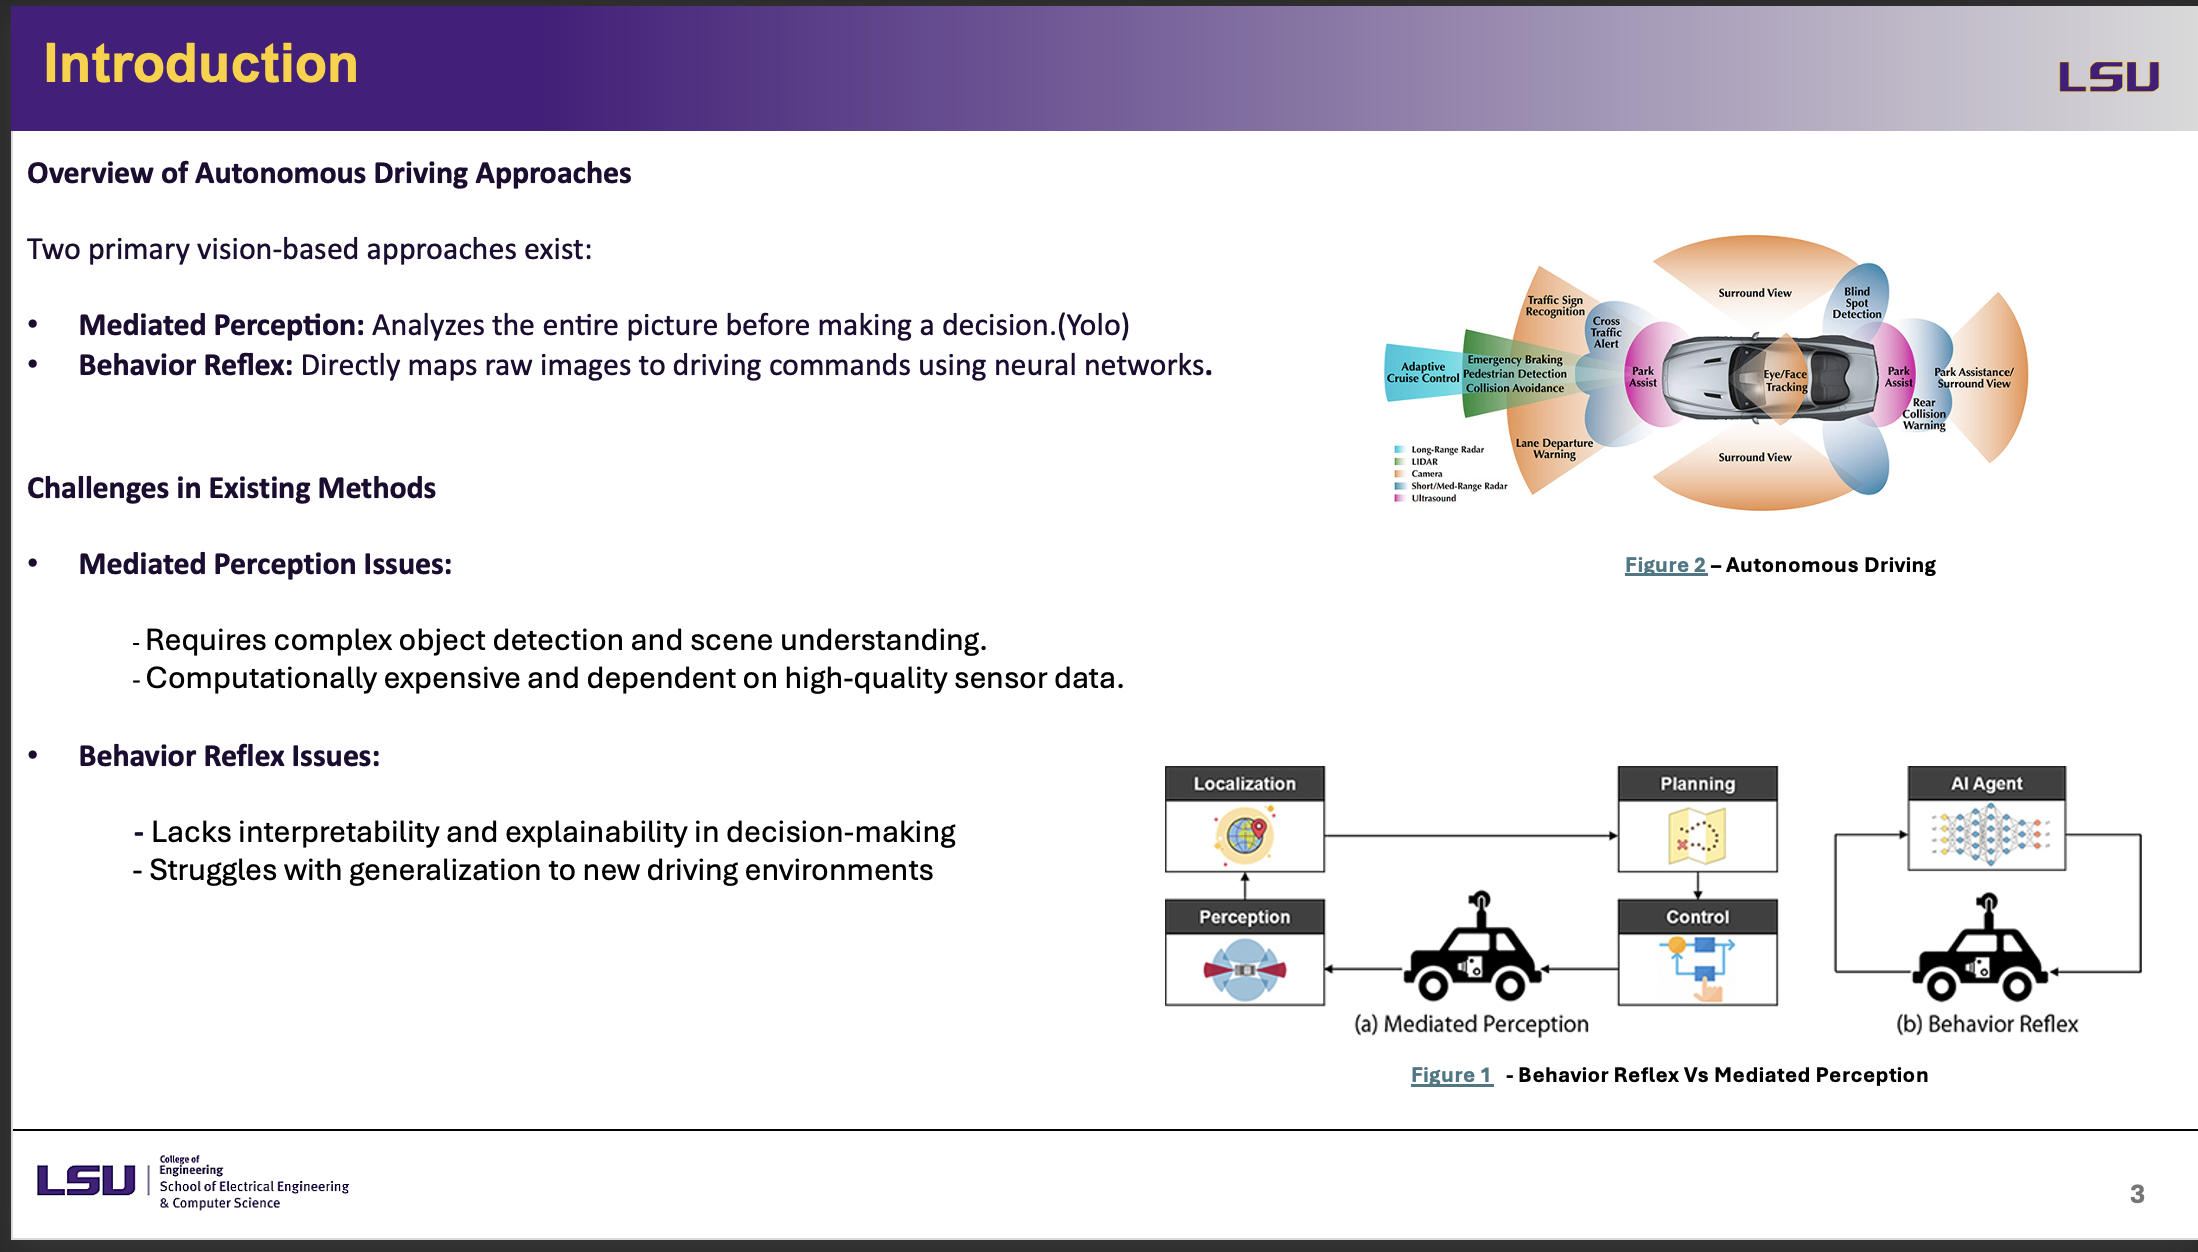 Introduction
LSU
Overview of Autonomous Driving Approaches
Two primary vision-based approaches exist:
• Mediated Perception: Analyzes the entire picture before making a decision.(Yolo)
• Behavior Reflex: Directly maps raw images to driving commands using neural networks.
Challenges in Existing Methods
• Mediated Perception Issues:
- Requires complex object detection and scene understanding.
- Computationally expensive and dependent on high-quality sensor data.
• Behavior Reflex Issues:
- Lacks interpretability and explainability in decision-making
- Struggles with generalization to new driving environments
Traffic Sign
Recognition
Cross
Traffic
Alert
Surround View
Blind
Spot
Detection
Adaptive
Cruise Control
Emergency Braking
Pedestrian Detection
Collision Avoidance
Park
Assist
Eye/Face
Tracking
Park
Assist
Park Assistance/
Surround View
Rear
Collision
Warning
Lane Departure
Warning
Surround View
Long-Range Radar
LIDAR
Camera
Short/Med-Range Radar
Ultrasound
Figure 2 – Autonomous Driving
Localization
Planning
AI Agent
Perception
Control
(a) Mediated Perception
(b) Behavior Reflex
Figure 1 - Behavior Reflex Vs Mediated Perception
LSU
College of
Engineering
School of Electrical Engineering
& Computer Science
3